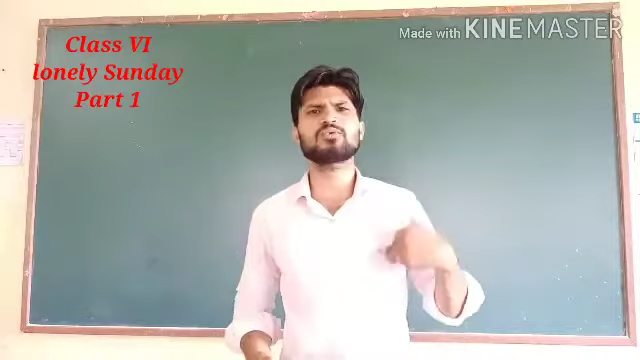 Class VI
lonely Sunday
Part 1
Made with KINEMASTER